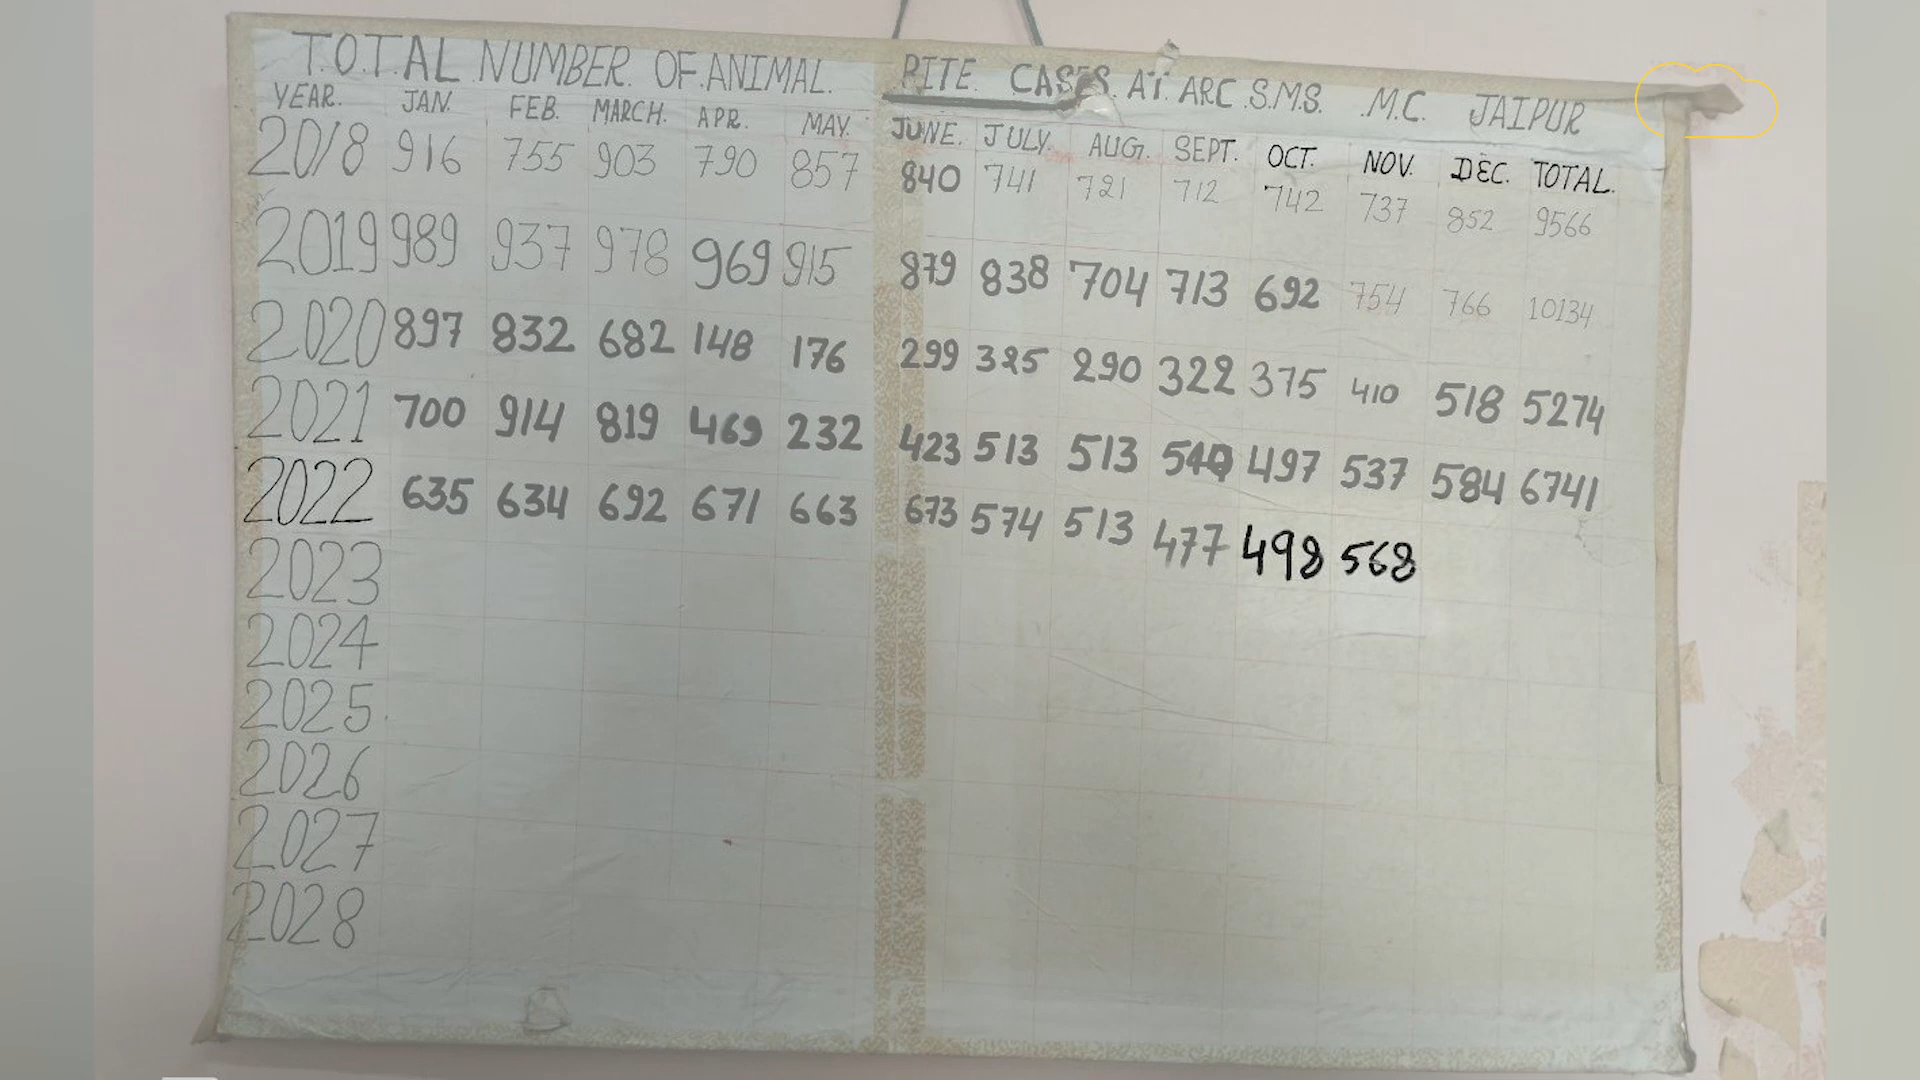 T.O.T.AL NUMBER. OF.ANIMAL. BITE. CASES. AT. ARC S.M.S. .M.C. JAIPUR
YEAR. JAN. FEB. MARCH. APR. MAY. JUNE. JULY. AUG. SEPT. OCT. NOV. DEC. TOTAL.
2018 916 755 903 790 857 840 741 721 712 742 737 852 9566
2019 989 937 978 969 915 879 838 704 713 692 754 766 10134
2020 897 832 682 148 176 299 325 290 322 375 410 518 5274
2021 700 914 819 469 232 423 513 513 540 497 537 584 6741
2022 635 634 692 671 663 673 574 513 477 498 568
2023
2024
2025.
2026
2027
2028